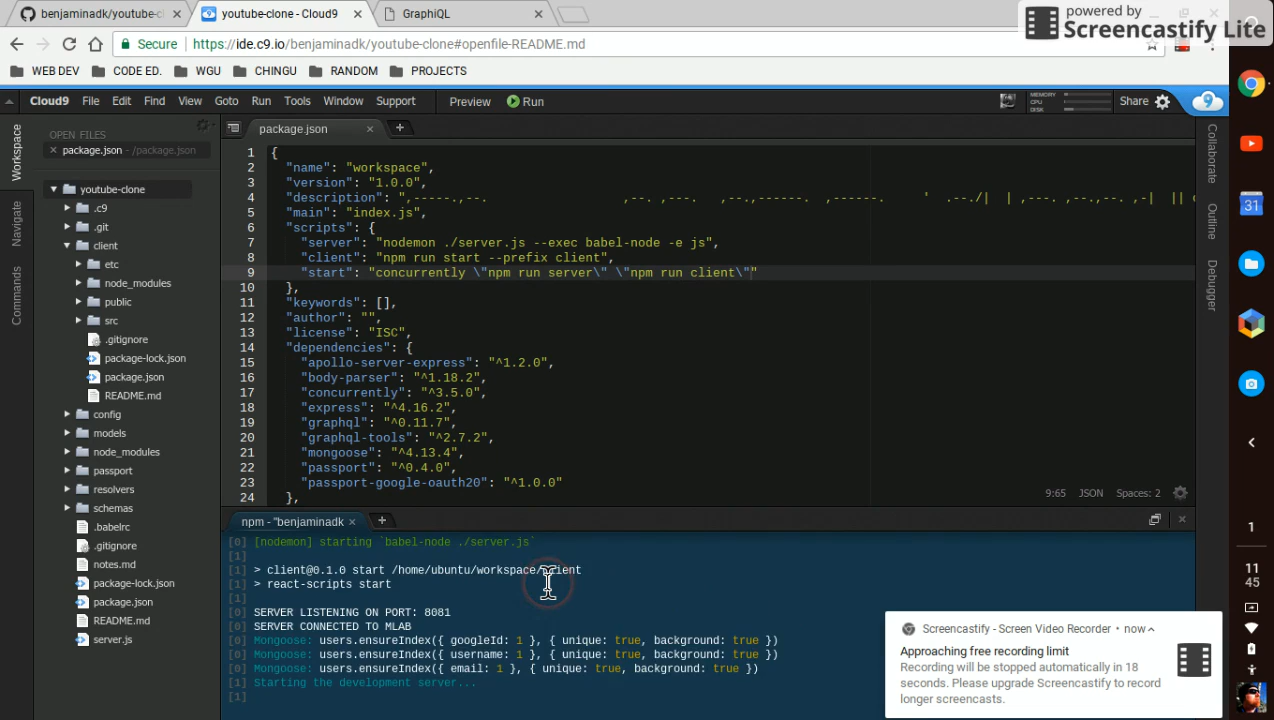 benjaminadk/youtube-c
youtube-clone - Cloud9
GraphiQL
powered by
Screencastify Lite
Secure
https://ide.c9.io/benjaminadk/youtube-clone#openfile-README.md
WEB DEV
CODE ED.
WGU
CHINGU
RANDOM
PROJECTS
Cloud9 File Edit Find View Goto Run Tools Window Support Preview Run
MEMORY
CPU
DISK
Share
Workspace
Navigate
Commands
OPEN FILES
package.json - /package.json
youtube-clone
.c9
.git
client
etc
node_modules
public
src
.gitignore
package-lock.json
package.json
README.md
config
models
node_modules
passport
resolvers
schemas
.babelrc
.gitignore
notes.md
package-lock.json
package.json
README.md
server.js
package.json
1 {
2 "name": "workspace",
3 "version": "1.0.0",
4 "description": ",-----.,--. ,--. ,---. ,--.,------. ,------. ' .--./| | ,---. ,--.,--. ,-| || o
5 "main": "index.js",
6 "scripts": {
7 "server": "nodemon ./server.js --exec babel-node -e js",
8 "client": "npm run start --prefix client",
9 "start": "concurrently \"npm run server\" \"npm run client\""
10 },
11 "keywords": [],
12 "author": "",
13 "license": "ISC",
14 "dependencies": {
15 "apollo-server-express": "^1.2.0",
16 "body-parser": "^1.18.2",
17 "concurrently": "^3.5.0",
18 "express": "^4.16.2",
19 "graphql": "^0.11.7",
20 "graphql-tools": "^2.7.2",
21 "mongoose": "^4.13.4",
22 "passport": "^0.4.0",
23 "passport-google-oauth20": "^1.0.0"
24 },
9:65 JSON Spaces: 2
Collaborate
Outline
Debugger
npm - "benjaminadk
[0] [nodemon] starting `babel-node ./server.js`
[1]
[1] > client@0.1.0 start /home/ubuntu/workspace/client
[1] > react-scripts start
[1]
[0] SERVER LISTENING ON PORT: 8081
[0] SERVER CONNECTED TO MLAB
[0] Mongoose: users.ensureIndex({ googleId: 1 }, { unique: true, background: true })
[0] Mongoose: users.ensureIndex({ username: 1 }, { unique: true, background: true })
[0] Mongoose: users.ensureIndex({ email: 1 }, { unique: true, background: true })
[1] Starting the development server...
[1]
Screencastify - Screen Video Recorder • now
Approaching free recording limit
Recording will be stopped automatically in 18
seconds. Please upgrade Screencastify to record
longer screencasts.
31
1
11
45